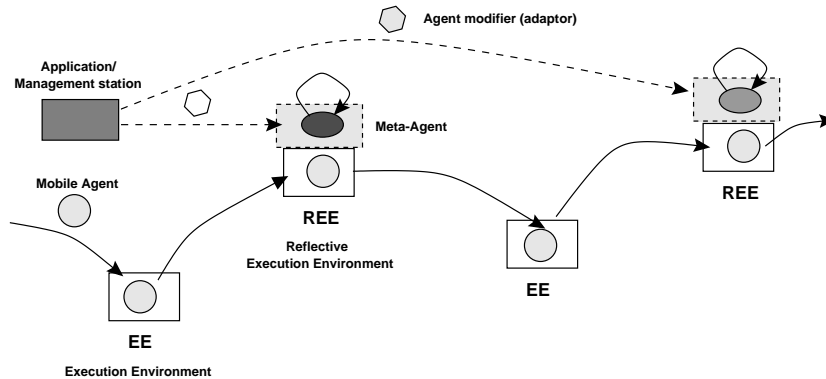 Agent modifier (adaptor)
Application/
Management station
Meta-Agent
Mobile Agent
REE
Reflective
Execution Environment
REE
EE
EE
Execution Environment